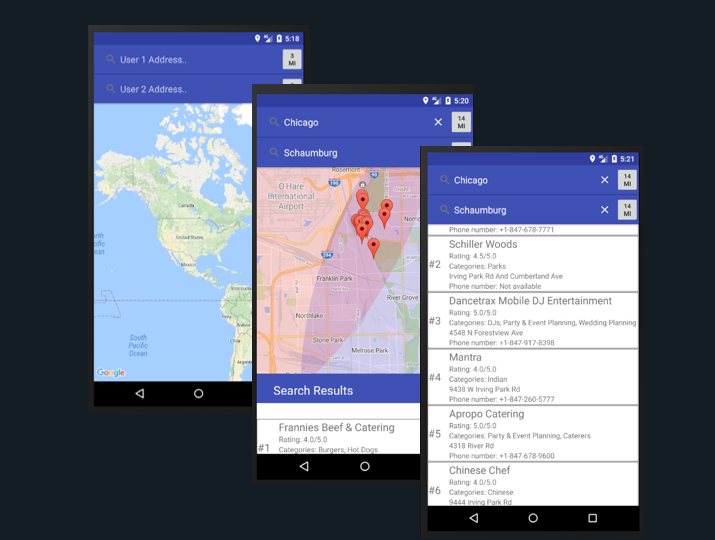 5:18
User 1 Address..
3
MI
User 2 Address..
Canada
United States
South
Pacific
Ocean
Google
5:20
Chicago
14
MI
Schaumburg
Rosemont
O'Hare
International
Airport
190
90
294
Franklin Park
River Grove
Northlake
Stone Park
Melrose Park
Search Results
Frannies Beef & Catering
Rating: 4.0/5.0
#1
Categories: Burgers, Hot Dogs
5:21
Chicago
14
MI
Schaumburg
14
MI
Phone number: +1-847-678-7771
Schiller Woods
Rating: 4.5/5.0
#2
Categories: Parks
Irving Park Rd And Cumberland Ave
Phone number: Not available
Dancetrax Mobile DJ Entertainment
Rating: 5.0/5.0
#3
Categories: DJs, Party & Event Planning, Wedding Planning
4548 N Forestview Ave
Phone number: +1-847-917-8398
Mantra
Rating: 4.0/5.0
#4
Categories: Indian
9438 W Irving Park Rd
Phone number: +1-847-260-5777
Apropo Catering
Rating: 5.0/5.0
#5
Categories: Party & Event Planning, Caterers
4318 River Rd
Phone number: +1-847-678-9600
Chinese Chef
Rating: 4.0/5.0
#6
Categories: Chinese
9444 Irving Park Rd